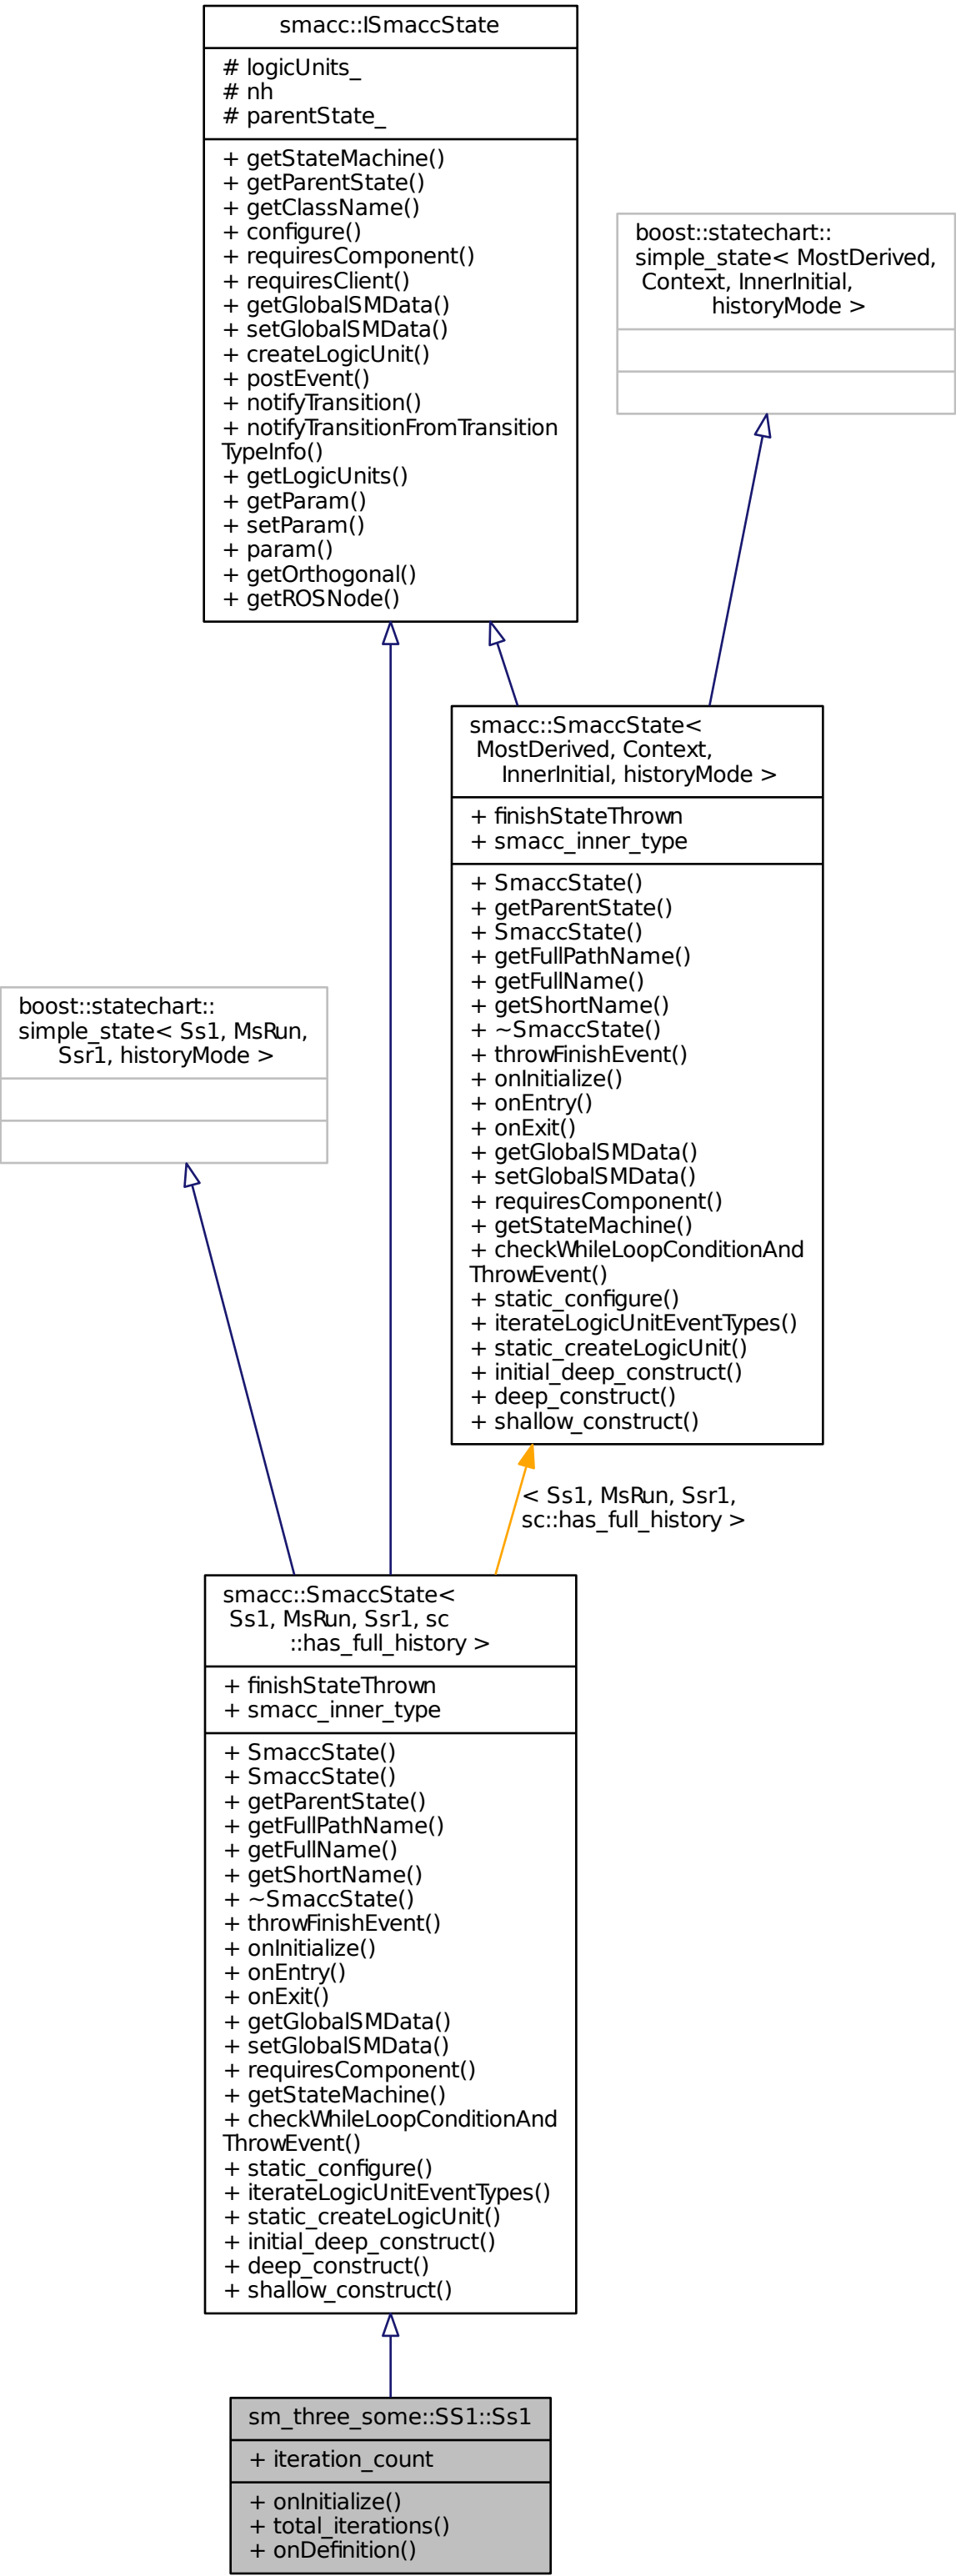 smacc::ISmaccState
# logicUnits_
# nh
# parentState_
+ getStateMachine()
+ getParentState()
+ getClassName()
+ configure()
+ requiresComponent()
+ requiresClient()
+ getGlobalSMData()
+ setGlobalSMData()
+ createLogicUnit()
+ postEvent()
+ notifyTransition()
+ notifyTransitionFromTransition
TypeInfo()
+ getLogicUnits()
+ getParam()
+ setParam()
+ param()
+ getOrthogonal()
+ getROSNode()
boost::statechart::
simple_state< MostDerived,
Context, InnerInitial,
historyMode >
smacc::SmaccState<
MostDerived, Context,
InnerInitial, historyMode >
+ finishStateThrown
+ smacc_inner_type
+ SmaccState()
+ getParentState()
+ SmaccState()
+ getFullPathName()
+ getFullName()
+ getShortName()
+ ~SmaccState()
+ throwFinishEvent()
+ onInitialize()
+ onEntry()
+ onExit()
+ getGlobalSMData()
+ setGlobalSMData()
+ requiresComponent()
+ getStateMachine()
+ checkWhileLoopConditionAnd
ThrowEvent()
+ static_configure()
+ iterateLogicUnitEventTypes()
+ static_createLogicUnit()
+ initial_deep_construct()
+ deep_construct()
+ shallow_construct()
boost::statechart::
simple_state< Ss1, MsRun,
Ssr1, historyMode >
< Ss1, MsRun, Ssr1,
sc::has_full_history >
smacc::SmaccState<
Ss1, MsRun, Ssr1, sc
::has_full_history >
+ finishStateThrown
+ smacc_inner_type
+ SmaccState()
+ SmaccState()
+ getParentState()
+ getFullPathName()
+ getFullName()
+ getShortName()
+ ~SmaccState()
+ throwFinishEvent()
+ onInitialize()
+ onEntry()
+ onExit()
+ getGlobalSMData()
+ setGlobalSMData()
+ requiresComponent()
+ getStateMachine()
+ checkWhileLoopConditionAnd
ThrowEvent()
+ static_configure()
+ iterateLogicUnitEventTypes()
+ static_createLogicUnit()
+ initial_deep_construct()
+ deep_construct()
+ shallow_construct()
sm_three_some::SS1::Ss1
+ iteration_count
+ onInitialize()
+ total_iterations()
+ onDefinition()